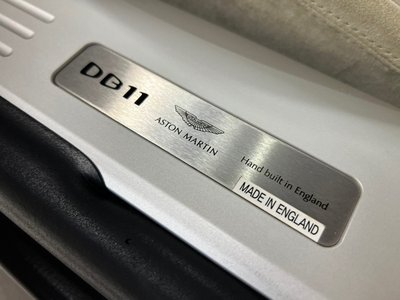 DB11
ASTON MARTIN
Hand built in England
MADE IN ENGLAND